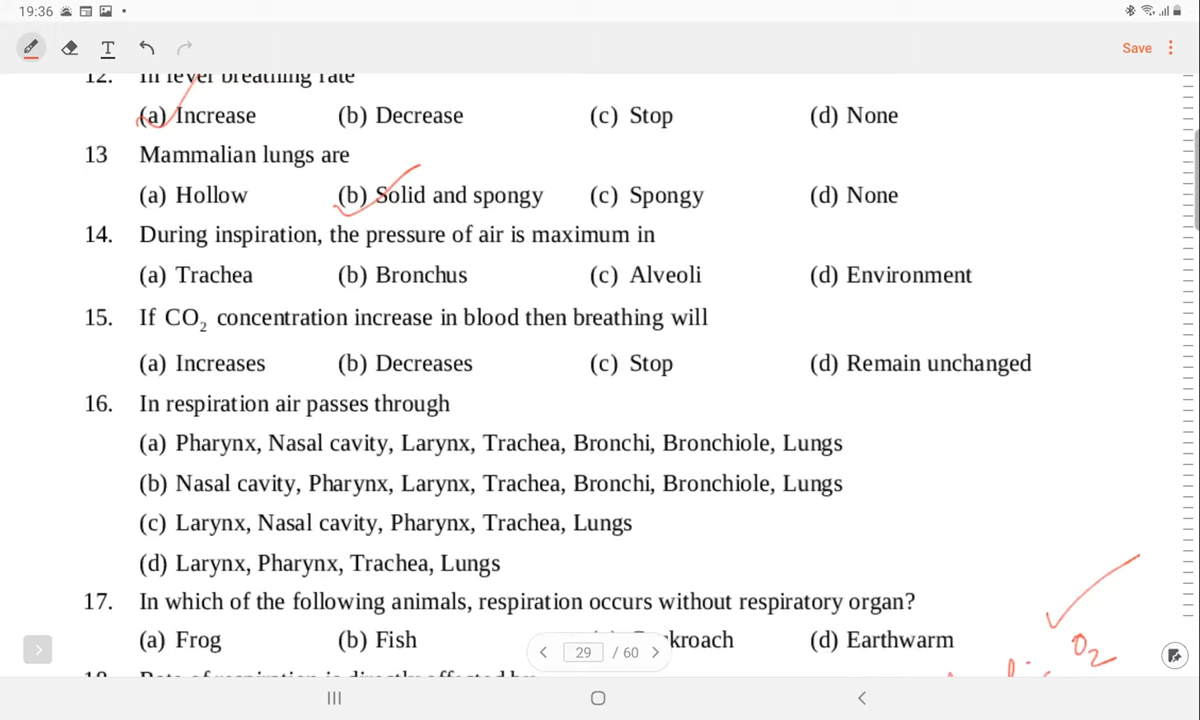 19:36
T
Save
12. In fever breathing rate
(a) Increase (b) Decrease (c) Stop (d) None
13 Mammalian lungs are
(a) Hollow (b) Solid and spongy (c) Spongy (d) None
14. During inspiration, the pressure of air is maximum in
(a) Trachea (b) Bronchus (c) Alveoli (d) Environment
15. If CO₂ concentration increase in blood then breathing will
(a) Increases (b) Decreases (c) Stop (d) Remain unchanged
16. In respiration air passes through
(a) Pharynx, Nasal cavity, Larynx, Trachea, Bronchi, Bronchiole, Lungs
(b) Nasal cavity, Pharynx, Larynx, Trachea, Bronchi, Bronchiole, Lungs
(c) Larynx, Nasal cavity, Pharynx, Trachea, Lungs
(d) Larynx, Pharynx, Trachea, Lungs
17. In which of the following animals, respiration occurs without respiratory organ?
(a) Frog (b) Fish kroach (d) Earthwarm
29 / 60
O₂